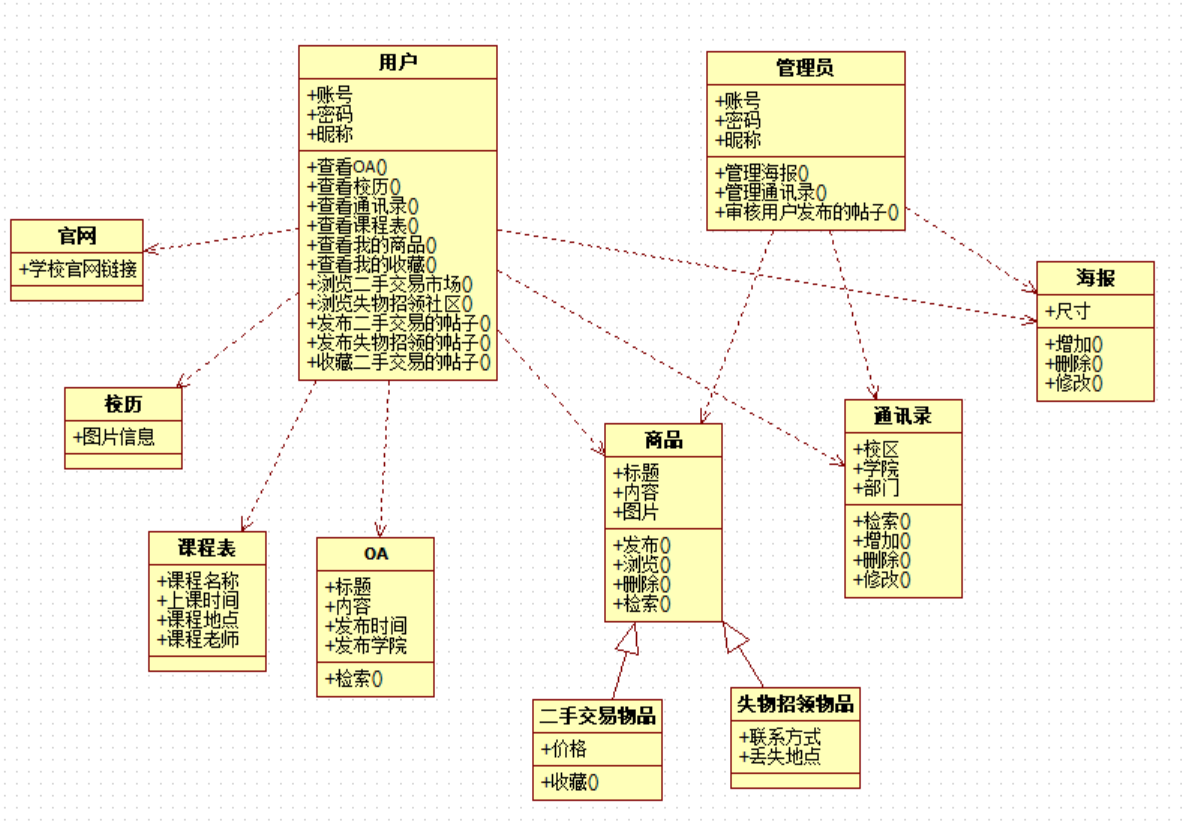 用户
+账号
+密码
+昵称
+查看OA()
+查看校历()
+查看通讯录()
+查看课程表()
+查看我的商品()
+查看我的收藏()
+浏览二手交易市场()
+浏览失物招领社区()
+发布二手交易的帖子()
+发布失物招领的帖子()
+收藏二手交易的帖子()
管理员
+账号
+密码
+昵称
+管理海报()
+管理通讯录()
+审核用户发布的帖子()
官网
+学校官网链接
海报
+尺寸
+增加()
+删除()
+修改()
校历
+图片信息
商品
+标题
+内容
+图片
+发布()
+浏览()
+删除()
+检索()
通讯录
+校区
+学院
+部门
+检索()
+增加()
+删除()
+修改()
课程表
+课程名称
+上课时间
+课程地点
+课程老师
OA
+标题
+内容
+发布时间
+发布学院
+检索()
二手交易物品
+价格
+收藏()
失物招领物品
+联系方式
+丢失地点